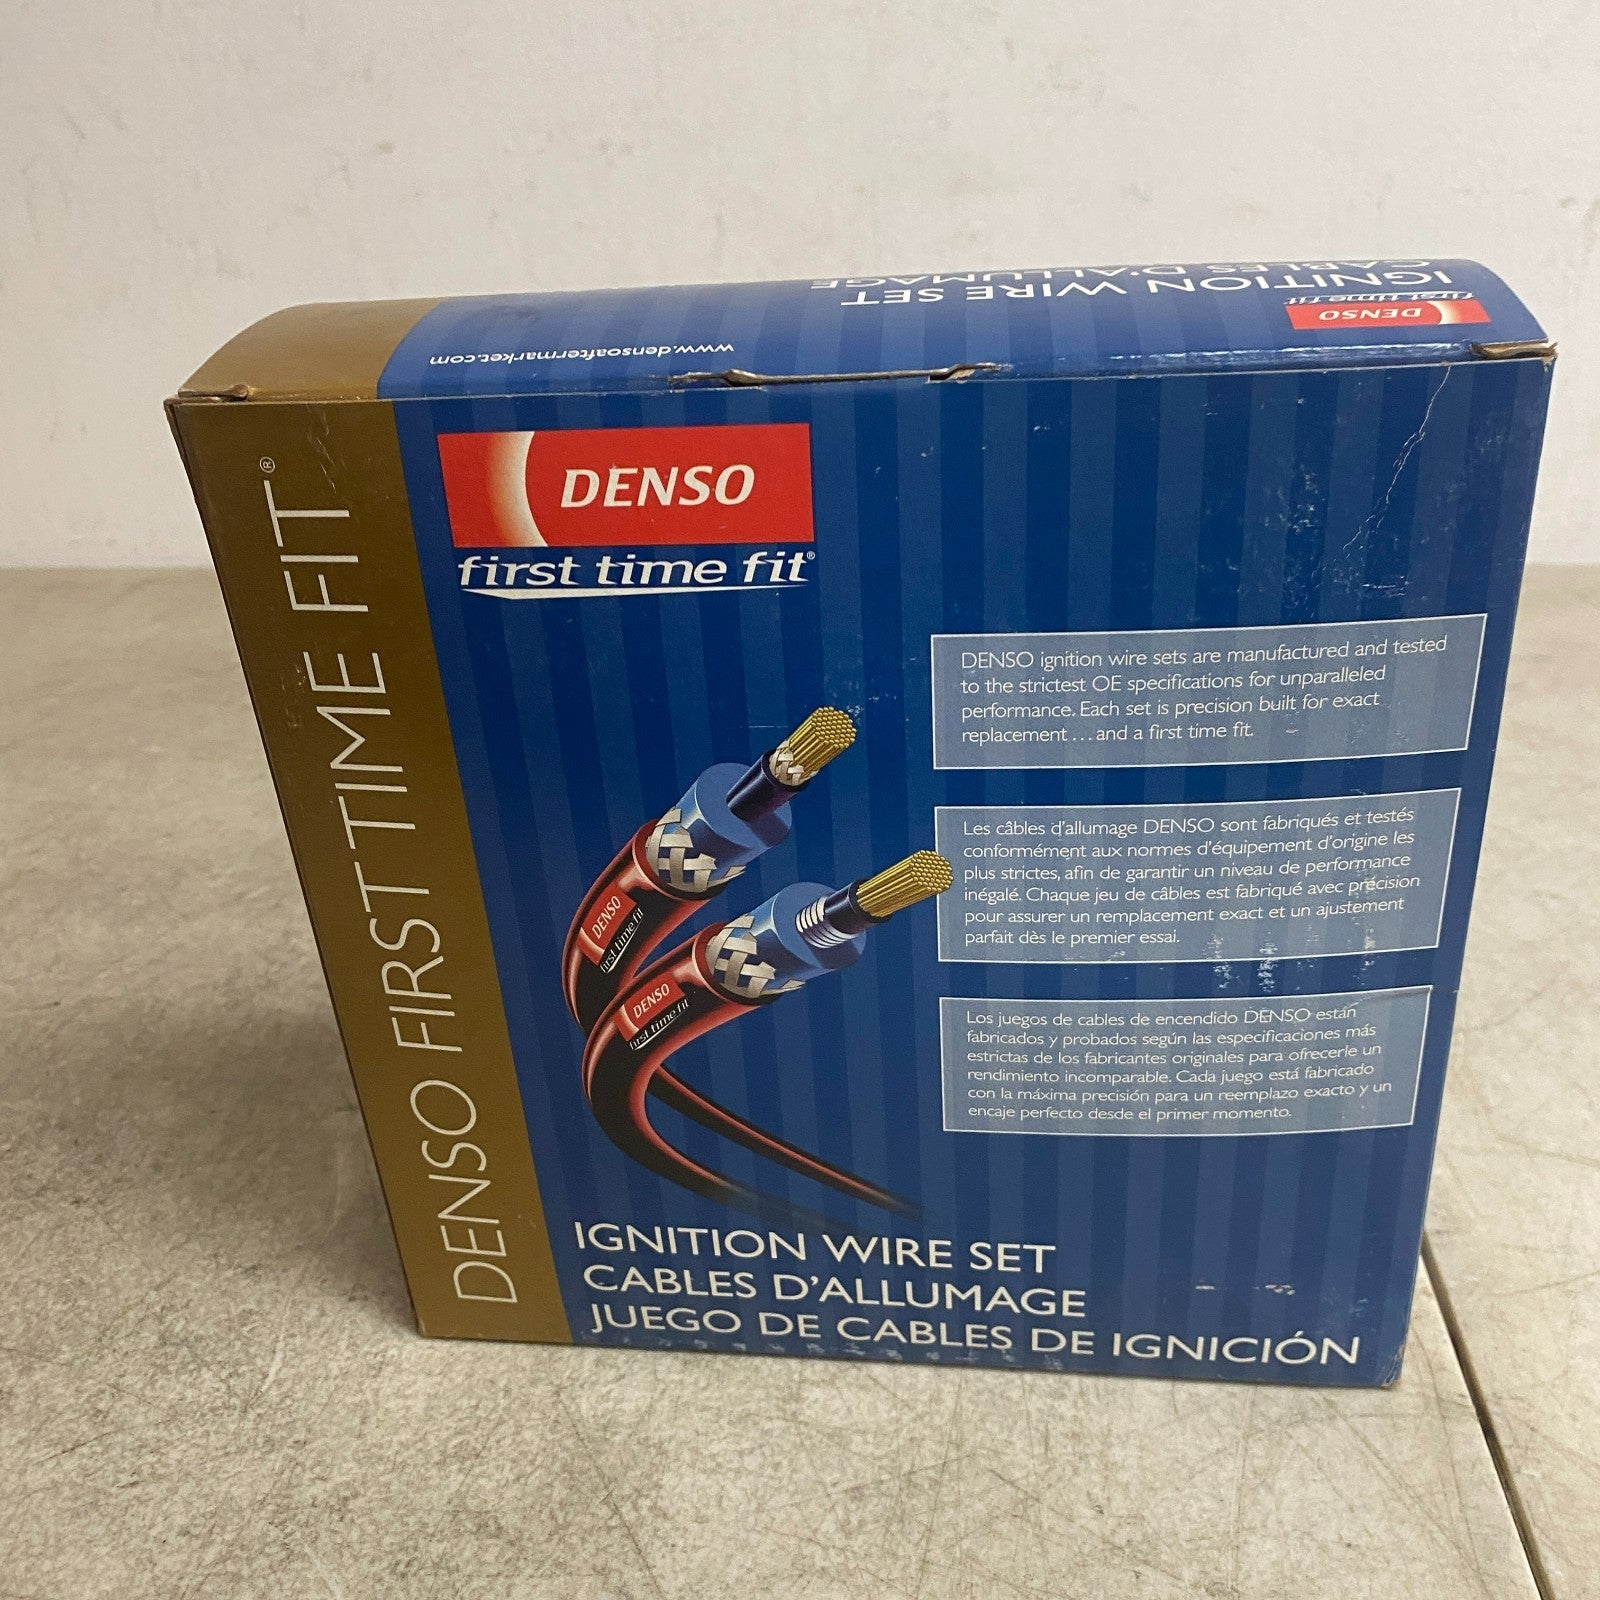 IGNITION WIRE SET
CABLES D'ALLUMAGE
DENSO
first time fit
www.densoaftermarket.com
DENSO FIRST TIME FIT®
DENSO
first time fit®
DENSO ignition wire sets are manufactured and tested
to the strictest OE specifications for unparalleled
performance. Each set is precision built for exact
replacement ... and a first time fit.
Les câbles d'allumage DENSO sont fabriqués et testés
conformément aux normes d'équipement d'origine les
plus strictes, afin de garantir un niveau de performance
inégalé. Chaque jeu de câbles est fabriqué avec précision
pour assurer un remplacement exact et un ajustement
parfait dès le premier essai.
Los juegos de cables de encendido DENSO están
fabricados y probados según las especificaciones más
estrictas de los fabricantes originales para ofrecerle un
rendimiento incomparable. Cada juego está fabricado
con la máxima precisión para un reemplazo exacto y un
encaje perfecto desde el primer momento.
DENSO
first time fit
DENSO
first time fit
IGNITION WIRE SET
CABLES D'ALLUMAGE
JUEGO DE CABLES DE IGNICIÓN